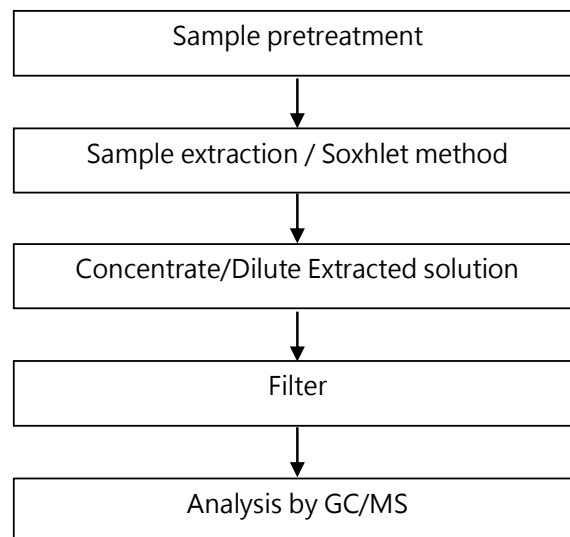 Sample pretreatment
Sample extraction / Soxhlet method
Concentrate/Dilute Extracted solution
Filter
Analysis by GC/MS